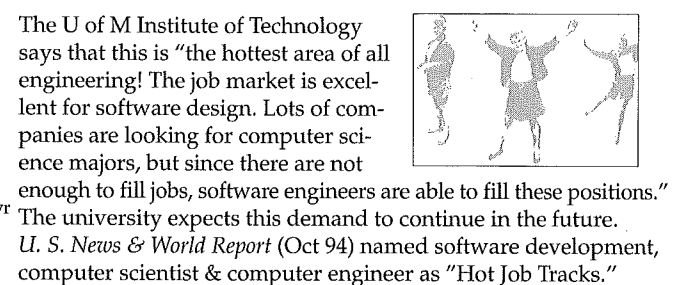 The U of M Institute of Technology
says that this is "the hottest area of all
engineering! The job market is excel-
lent for software design. Lots of com-
panies are looking for computer sci-
ence majors, but since there are not
enough to fill jobs, software engineers are able to fill these positions."
The university expects this demand to continue in the future.
U. S. News & World Report (Oct 94) named software development,
computer scientist & computer engineer as "Hot Job Tracks."